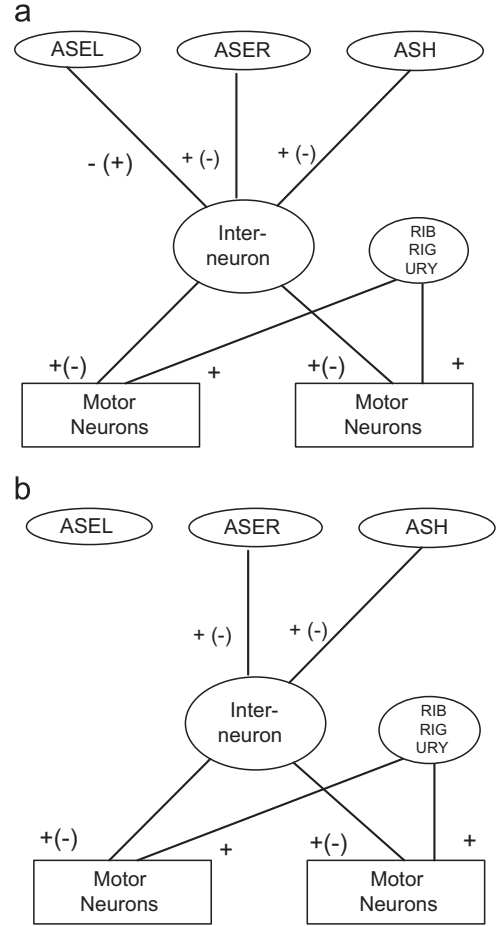 a
ASEL ASER ASH
- (+) + (-) + (-)
Inter-
neuron
RIB
RIG
URY
+(-) + +(-) +
Motor
Neurons
Motor
Neurons
b
ASEL ASER ASH
+ (-) + (-)
Inter-
neuron
RIB
RIG
URY
+(-) + +(-) +
Motor
Neurons
Motor
Neurons